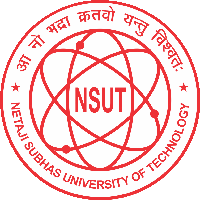 आ नो भद्राः क्रतवो यन्तु विश्वतः
NSUT
★ NETAJI SUBHAS UNIVERSITY OF TECHNOLOGY ★